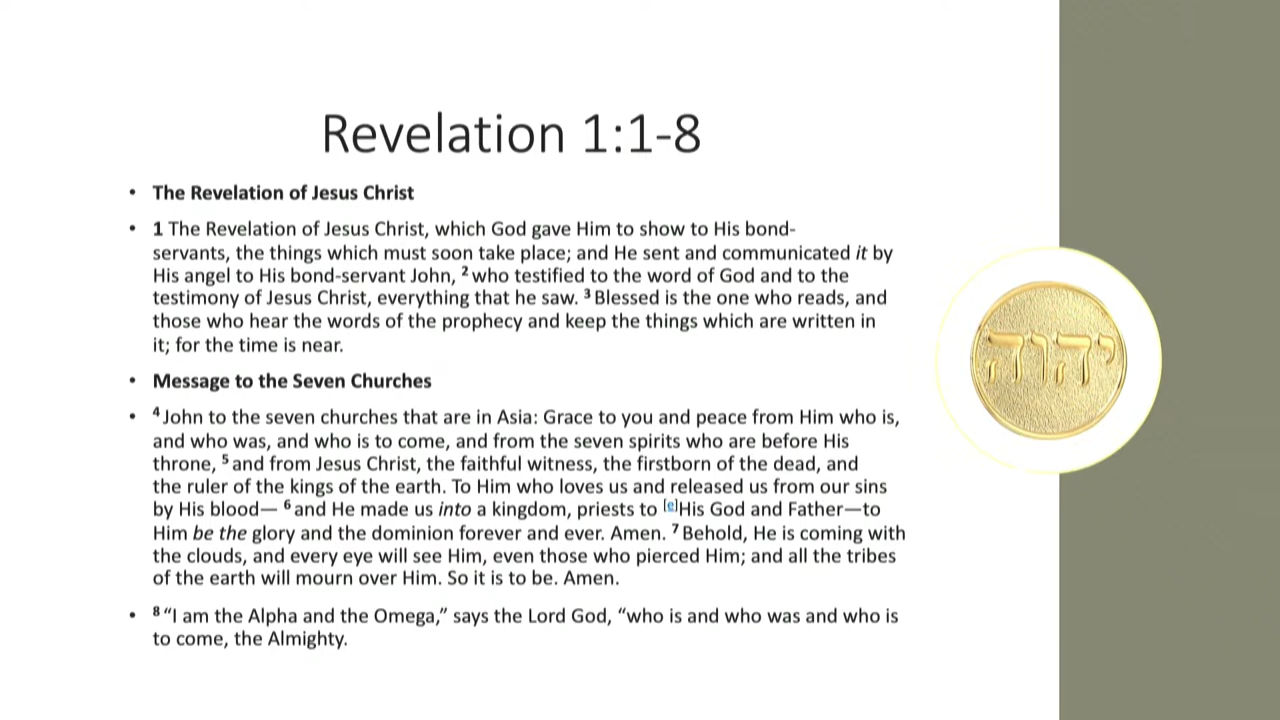 Revelation 1:1-8
• The Revelation of Jesus Christ
• 1 The Revelation of Jesus Christ, which God gave Him to show to His bond-
servants, the things which must soon take place; and He sent and communicated it by
His angel to His bond-servant John, 2 who testified to the word of God and to the
testimony of Jesus Christ, everything that he saw. 3 Blessed is the one who reads, and
those who hear the words of the prophecy and keep the things which are written in
it; for the time is near.
• Message to the Seven Churches
• 4 John to the seven churches that are in Asia: Grace to you and peace from Him who is,
and who was, and who is to come, and from the seven spirits who are before His
throne, 5 and from Jesus Christ, the faithful witness, the firstborn of the dead, and
the ruler of the kings of the earth. To Him who loves us and released us from our sins
by His blood— 6 and He made us into a kingdom, priests to [e]His God and Father—to
Him be the glory and the dominion forever and ever. Amen. 7 Behold, He is coming with
the clouds, and every eye will see Him, even those who pierced Him; and all the tribes
of the earth will mourn over Him. So it is to be. Amen.
• 8 “I am the Alpha and the Omega,” says the Lord God, “who is and who was and who is
to come, the Almighty.
יהוה